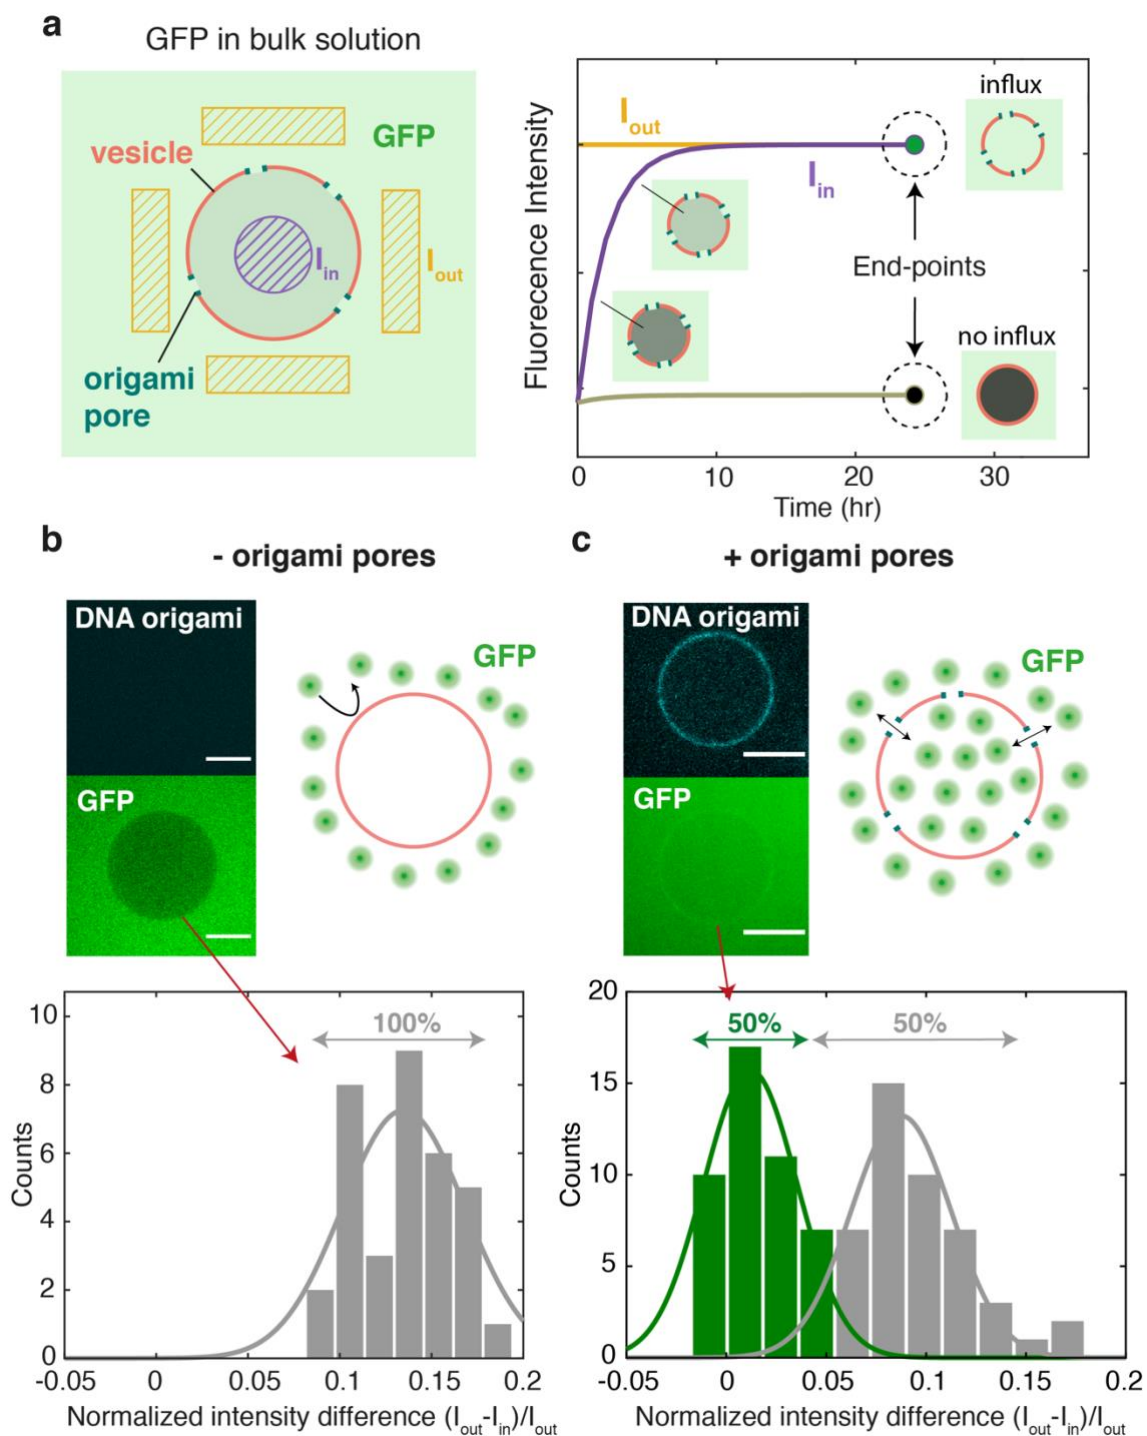 a
GFP in bulk solution
GFP
vesicle
I_in
I_out
origami
pore
Fluorecence Intensity
I_out
I_in
influx
End-points
no influx
0
10
20
30
Time (hr)
b
- origami pores
DNA origami
GFP
GFP
100%
10
8
6
4
2
0
Counts
-0.05
0
0.1
0.15
0.2
Normalized intensity difference (I_out-I_in)/I_out
c
+ origami pores
DNA origami
GFP
GFP
50%
50%
20
15
10
5
0
Counts
-0.05
0
0.05
0.1
0.15
0.2
Normalized intensity difference (I_out-I_in)/I_out